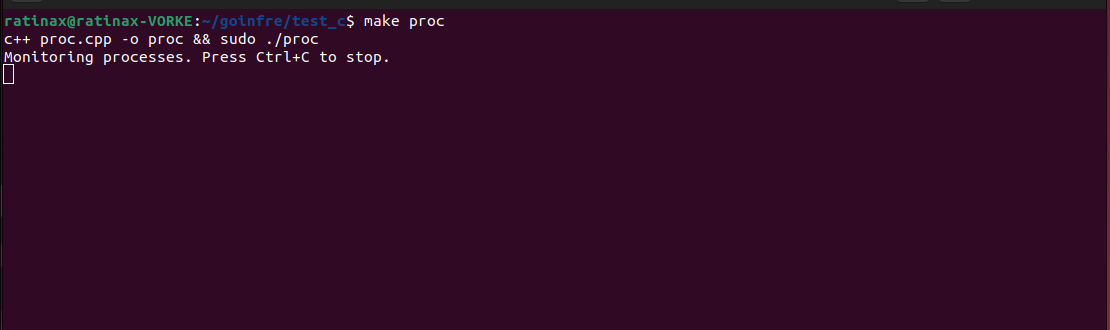 ratinax@ratinax-VORKE:~/goinfre/test_c$ make proc
c++ proc.cpp -o proc && sudo ./proc
Monitoring processes. Press Ctrl+C to stop.